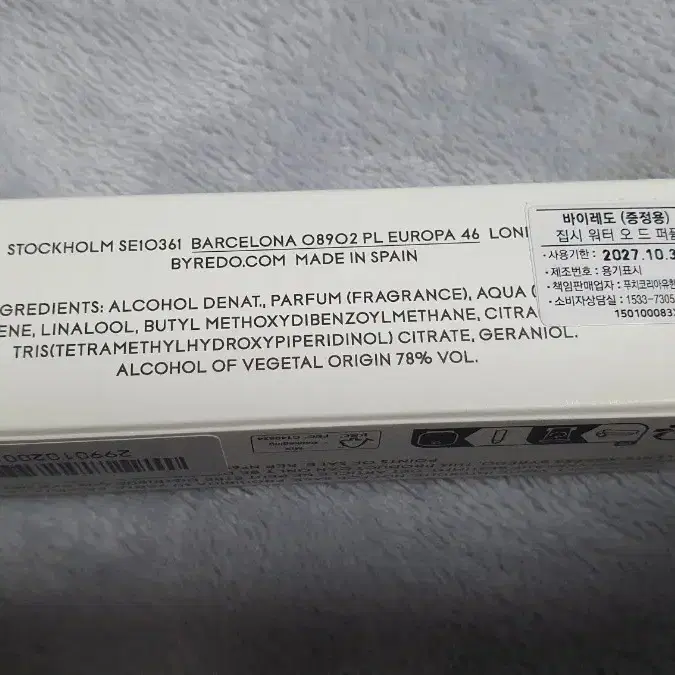 STOCKHOLM SE10361 BARCELONA 08902 PL EUROPA 46 LON
BYREDO.COM MADE IN SPAIN
GREDIENTS: ALCOHOL DENAT., PARFUM (FRAGRANCE), AQUA (
ENE, LINALOOL, BUTYL METHOXYDIBENZOYLMETHANE, CITRA
TRIS(TETRAMETHYLHYDROXYPIPERIDINOL) CITRATE, GERANIOL.
ALCOHOL OF VEGETAL ORIGIN 78% VOL.
바이레도 (증정용)
집시 워터 오 드 퍼퓸
·사용기한 : 2027.10.3
·제조번호 : 용기표시
·책임판매업자 : 푸치코리아유한
·소비자상담실 : 1533-7305
1501000833
299010200